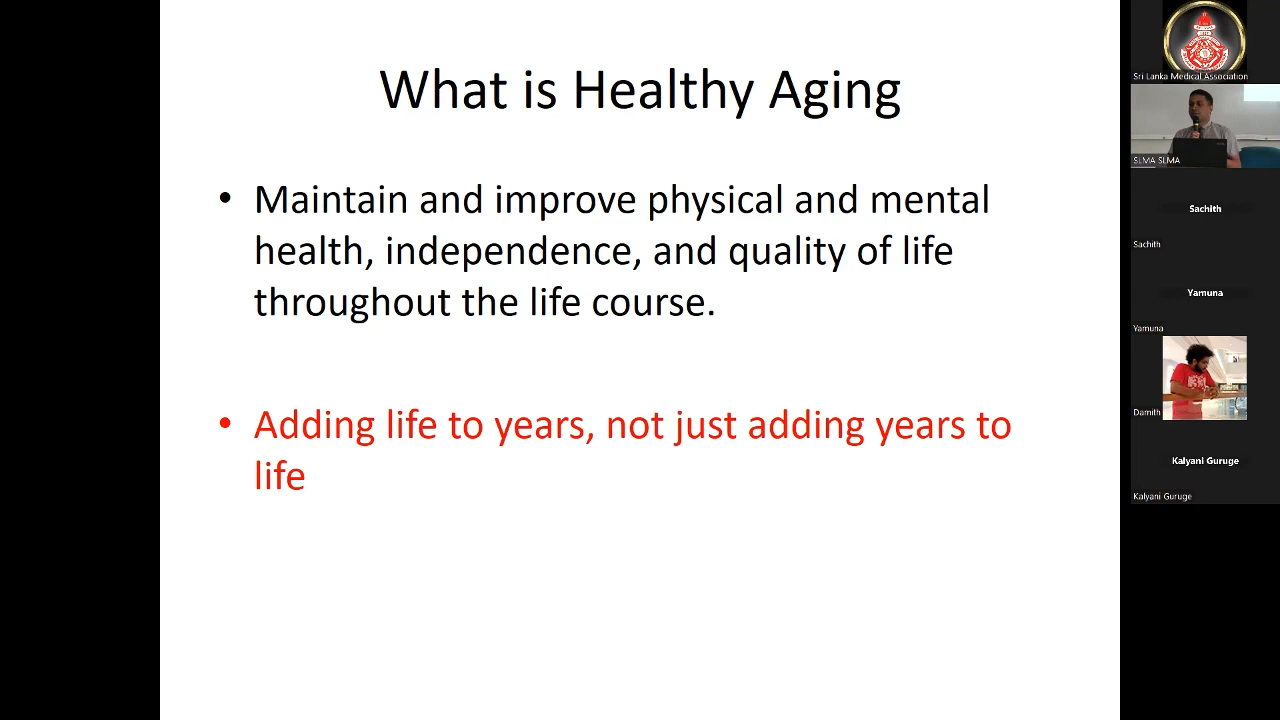 What is Healthy Aging
• Maintain and improve physical and mental
health, independence, and quality of life
throughout the life course.
• Adding life to years, not just adding years to
life
Sri Lanka Medical Association
SLMA SLMA
Sachith
Sachith
Yamuna
Yamuna
Damith
Kalyani Guruge
Kalyani Guruge